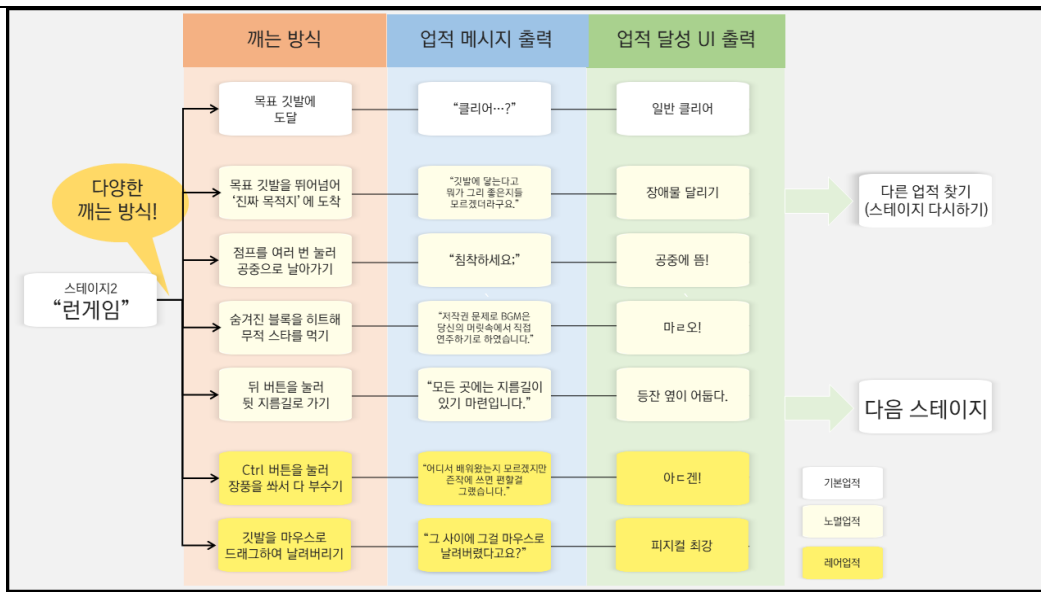 깨는 방식
업적 메시지 출력
업적 달성 UI 출력
다양한
깨는 방식!
스테이지2
“런게임”
목표 깃발에
도달
“클리어…?”
일반 클리어
목표 깃발을 뛰어넘어
‘진짜 목적지’에 도착
“깃발에 닿는다고
뭐가 그리 좋은지들
모르겠더라구요.”
장애물 달리기
점프를 여러 번 눌러
공중으로 날아가기
“침착하세요;”
공중에 뜸!
숨겨진 블록을 히트해
무적 스타를 먹기
“저작권 문제로 BGM은
당신의 머릿속에서 직접
연주하기로 하였습니다.”
마ㄹ오!
뒤 버튼을 눌러
뒷 지름길로 가기
“모든 곳에는 지름길이
있기 마련입니다.”
등잔 옆이 어둡다.
Ctrl 버튼을 눌러
장풍을 쏴서 다 부수기
“어디서 배워왔는지 모르겠지만
즌작에 쓰면 편할걸
그랬습니다.”
아ㄷ겐!
깃발을 마우스로
드래그하여 날려버리기
“그 사이에 그걸 마우스로
날려버렸다고요?”
피지컬 최강
다른 업적 찾기
(스테이지 다시하기)
다음 스테이지
기본업적
노멀업적
레어업적